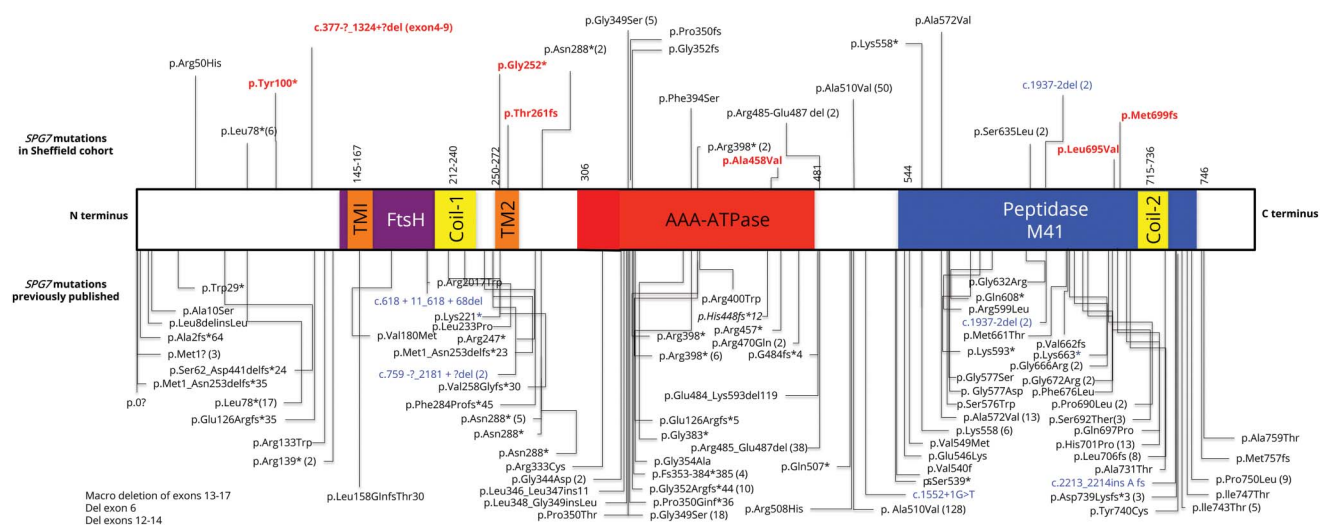 c.377-?_1324+?del (exon4-9)
p.Gly349Ser (5)
p.Pro350fs
p.Gly352fs
p.Ala572Val
p.Lys558*
p.Asn288*(2)
p.Arg50His
p.Tyr100*
p.Gly252*
p.Ala510Val (50)
c.1937-2del (2)
p.Thr261fs
p.Phe394Ser
p.Arg485-Glu487 del (2)
p.Met699fs
p.Leu78*(6)
p.Ser635Leu (2)
SPG7 mutations
in Sheffield cohort
p.Arg398* (2)
p.Ala458Val
p.Leu695Val
145-167
212-240
250-272
306
481
544
715-736
746
N terminus
TMI
FtsH
Coil-1
TM2
AAA-ATPase
Peptidase
M41
Coil-2
C terminus
SPG7 mutations
previously published
p.Trp29*
p.Ala10Ser
p.Leu8delinsLeu
p.Ala2fs*64
p.Met1? (3)
p.Ser62_Asp441delfs*24
p.Met1_Asn253delfs*35
p.0?
p.Leu78*(17)
p.Glu126Argfs*35
p.Arg133Trp
p.Arg139* (2)
p.Leu158GlnfsThr30
p.Arg2017Trp
c.618 + 11_618 + 68del
p.Lys221*
p.Leu233Pro
p.Val180Met
p.Arg247*
p.Met1_Asn253delfs*23
c.759 -?_2181 + ?del (2)
p.Val258Glyfs*30
p.Phe284Profs*45
p.Asn288* (5)
p.Asn288*
p.Asn288*
p.Arg333Cys
p.Gly344Asp (2)
p.Leu346_Leu347ins11
p.Leu348_Gly349insLeu
p.Pro350Thr
p.Arg400Trp
p.His448fs*12
p.Arg398*
p.Arg457*
p.Arg470Gln (2)
p.Arg398* (6)
p.G484fs*4
p.Glu484_Lys593del119
p.Glu126Argfs*5
p.Gly383*
p.Arg485_Glu487del (38)
p.Gly354Ala
p.Fs353-384*385 (4)
p.Gly352Argfs*44 (10)
p.Pro350Ginf*36
p.Gly349Ser (18)
p.Gln507*
p.Arg508His
c.1552+1G>T
p.Ala510Val (128)
p.Gly632Arg
p.Gln608*
p.Arg599Leu
c.1937-2del (2)
p.Met661Thr
p.Val662fs
p.Lys593*
p.Lys663*
p.Gly666Arg (2)
p.Gly577Ser
p.Gly672Arg (2)
p.Gly577Asp
p.Phe676Leu
p.Ser576Trp
p.Pro690Leu (2)
p.Ala572Val (13)
p.Ser692Ter(3)
p.Lys558 (6)
p.Gln697Pro
p.Val549Met
p.His701Pro (13)
p.Glu546Lys
p.Leu706fs (8)
p.Val540f
p.Ala731Thr
pSer539*
c.2213_2214ins A fs
p.Asp739Lysfs*3 (3)
p.Tyr740Cys
p.Ala759Thr
p.Met757fs
p.Pro750Leu (9)
p.Ile747Thr
p.Ile743Thr (5)
Macro deletion of exons 13-17
Del exon 6
Del exons 12-14